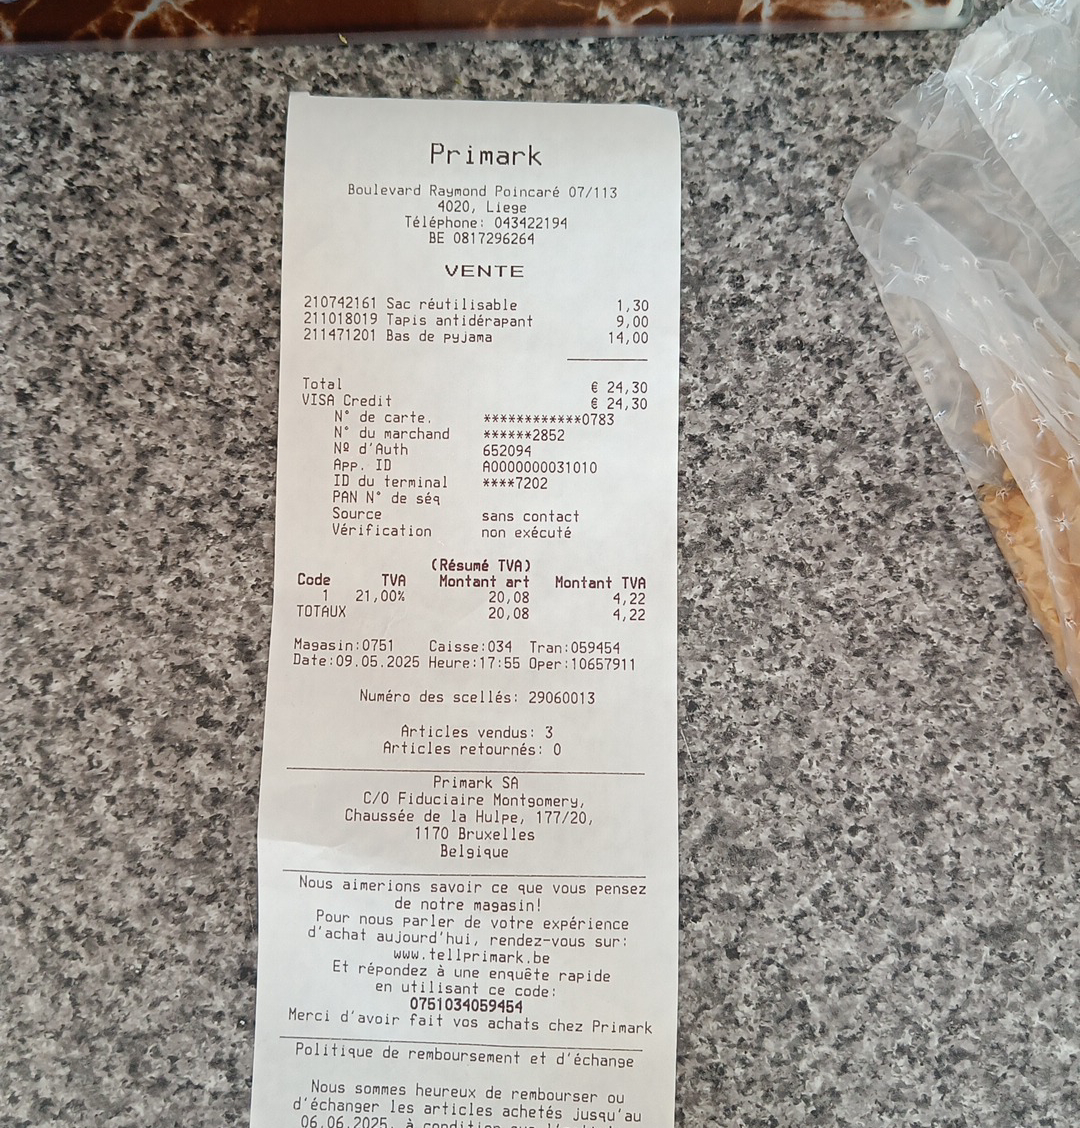 Primark
Boulevard Raymond Poincaré 07/113
4020, Liege
Téléphone: 043422194
BE 0817296264
VENTE
210742161 Sac réutilisable 1,30
211018019 Tapis antidérapant 9,00
211471201 Bas de pyjama 14,00
Total € 24,30
VISA Credit € 24,30
N° de carte. ************0783
N° du marchand ******2852
Nº d'Auth 652094
App. ID A0000000031010
ID du terminal ****7202
PAN N° de séq
Source sans contact
Vérification non exécuté
(Résumé TVA)
Code TVA Montant art Montant TVA
1 21,00% 20,08 4,22
TOTAUX 20,08 4,22
Magasin:0751 Caisse:034 Tran:059454
Date:09.05.2025 Heure:17:55 Oper:10657911
Numéro des scellés: 29060013
Articles vendus: 3
Articles retournés: 0
Primark SA
C/O Fiduciaire Montgomery,
Chaussée de la Hulpe, 177/20,
1170 Bruxelles
Belgique
Nous aimerions savoir ce que vous pensez
de notre magasin!
Pour nous parler de votre expérience
d'achat aujourd'hui, rendez-vous sur:
www.tellprimark.be
Et répondez à une enquête rapide
en utilisant ce code:
0751034059454
Merci d'avoir fait vos achats chez Primark
Politique de remboursement et d'échange
Nous sommes heureux de rembourser ou
d'échanger les articles achetés jusqu'au
06.06.2025, à condition que